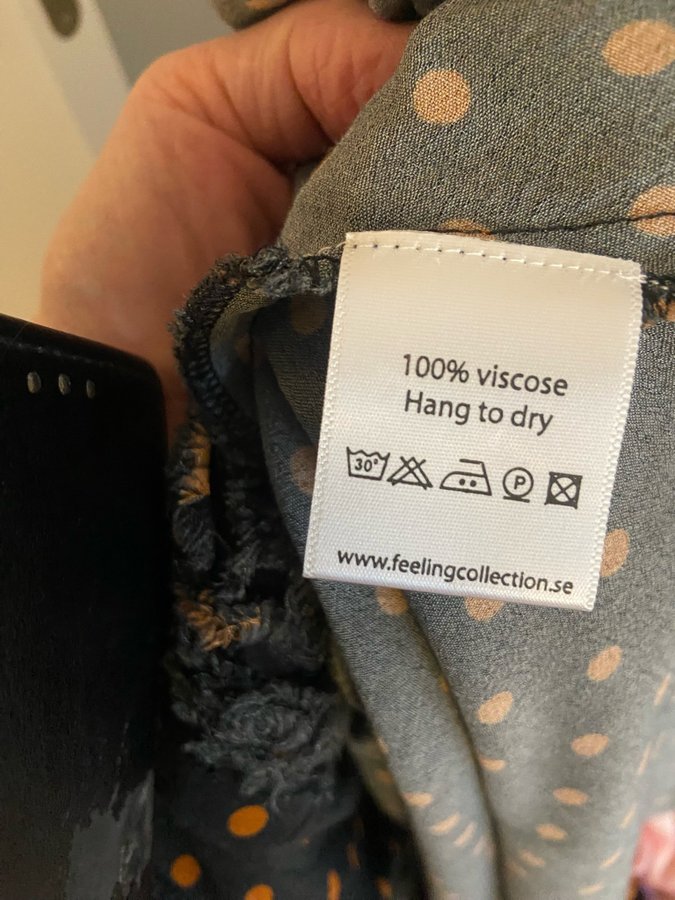 100% viscose
Hang to dry
30° P
www.feelingcollection.se